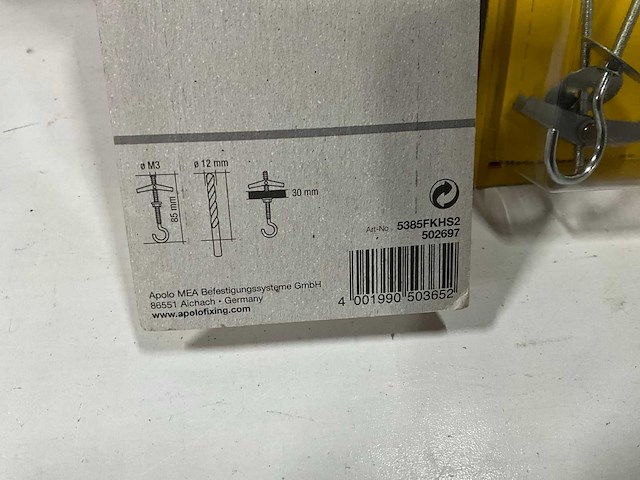 ø M3
85 mm
ø 12 mm
30 mm
Art-No. 5385FKHS2
502697
Apolo MEA Befestigungssysteme GmbH
86551 Aichach • Germany
www.apolofixing.com
4 001990 503652